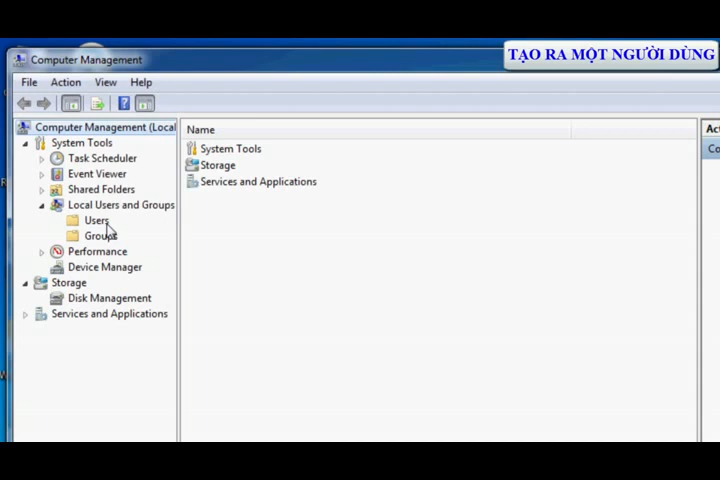 TẠO RA MỘT NGƯỜI DÙNG
Computer Management
File Action View Help
Computer Management (Local
System Tools
Task Scheduler
Event Viewer
Shared Folders
Local Users and Groups
Users
Groups
Performance
Device Manager
Storage
Disk Management
Services and Applications
Name
System Tools
Storage
Services and Applications
Ac
Co